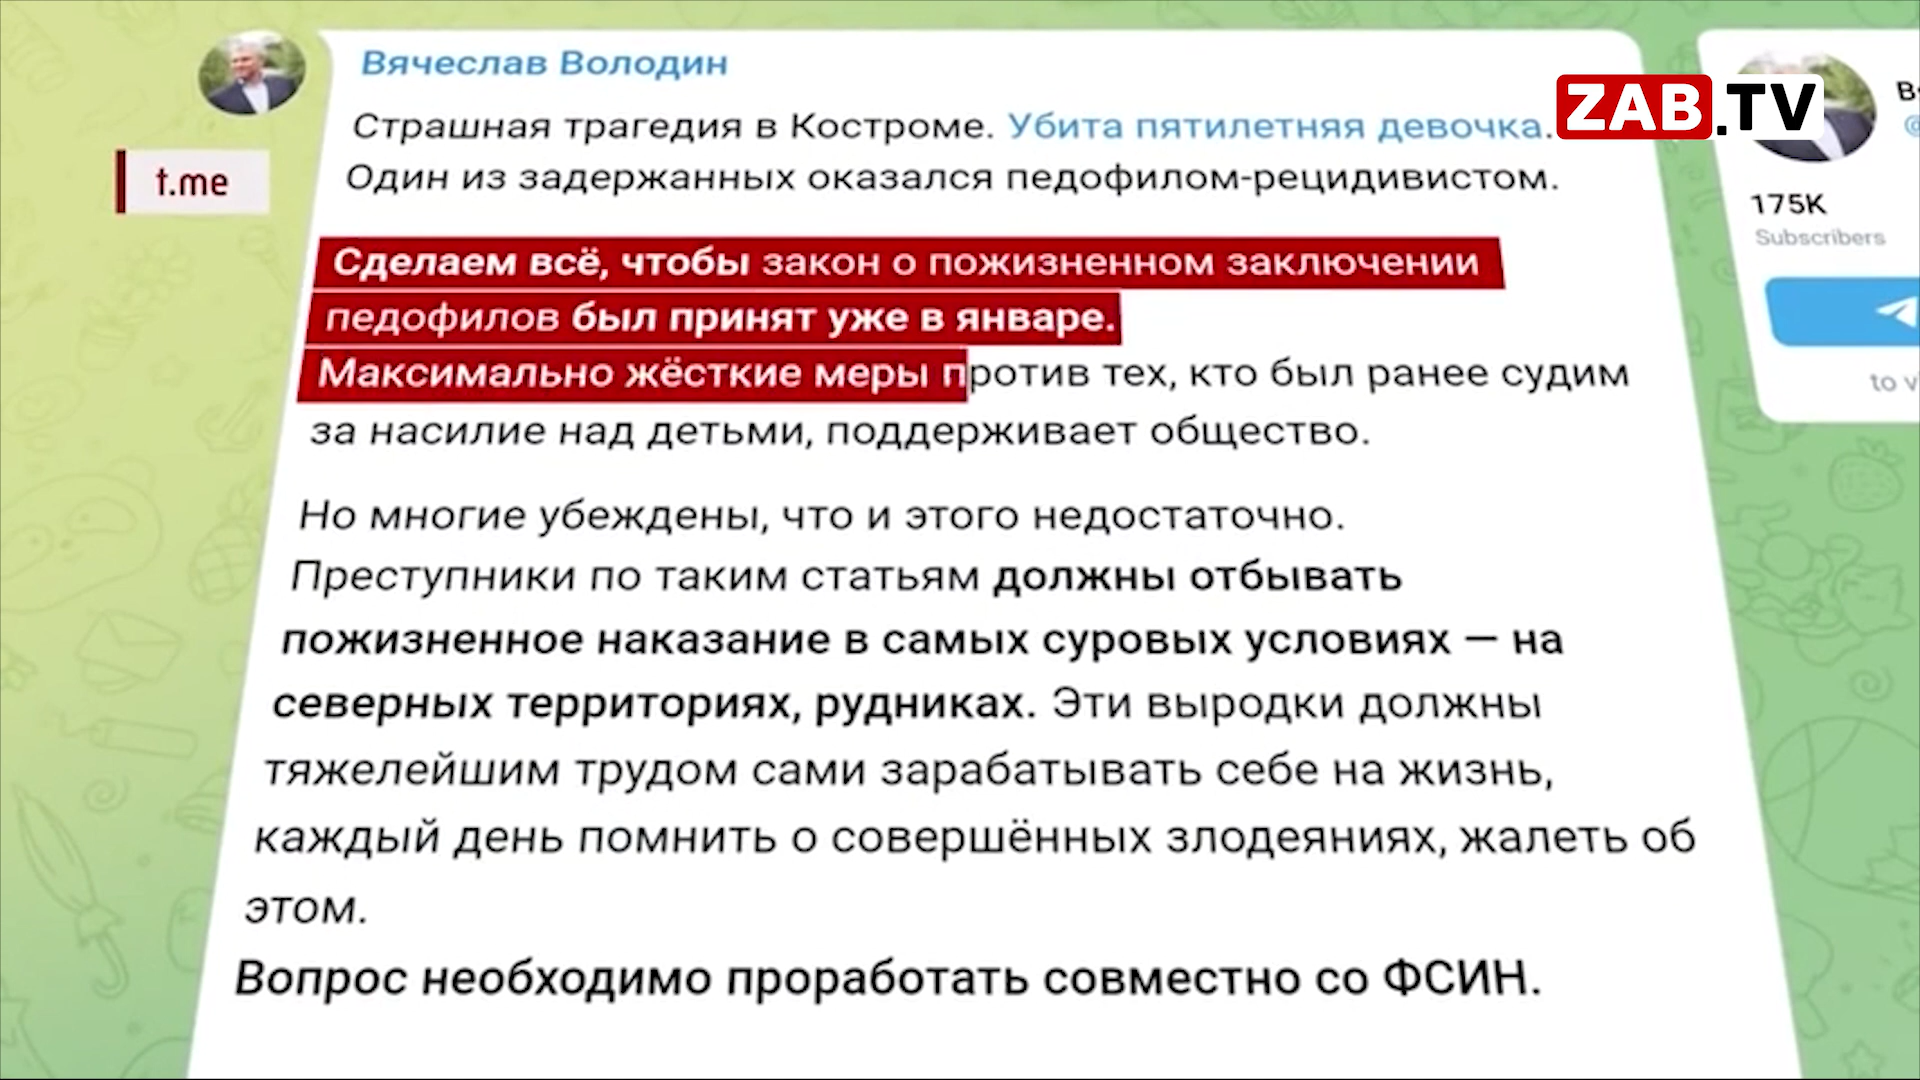 Вячеслав Володин
Страшная трагедия в Костроме. Убита пятилетняя девочка.
Один из задержанных оказался педофилом-рецидивистом.
Сделаем всё, чтобы закон о пожизненном заключении
педофилов был принят уже в январе.
Максимально жёсткие меры против тех, кто был ранее судим
за насилие над детьми, поддерживает общество.
Но многие убеждены, что и этого недостаточно.
Преступники по таким статьям должны отбывать
пожизненное наказание в самых суровых условиях — на
северных территориях, рудниках. Эти выродки должны
тяжелейшим трудом сами зарабатывать себе на жизнь,
каждый день помнить о совершённых злодеяниях, жалеть об
этом.
Вопрос необходимо проработать совместно со ФСИН.
t.me
ZAB.TV
175K
Subscribers
to